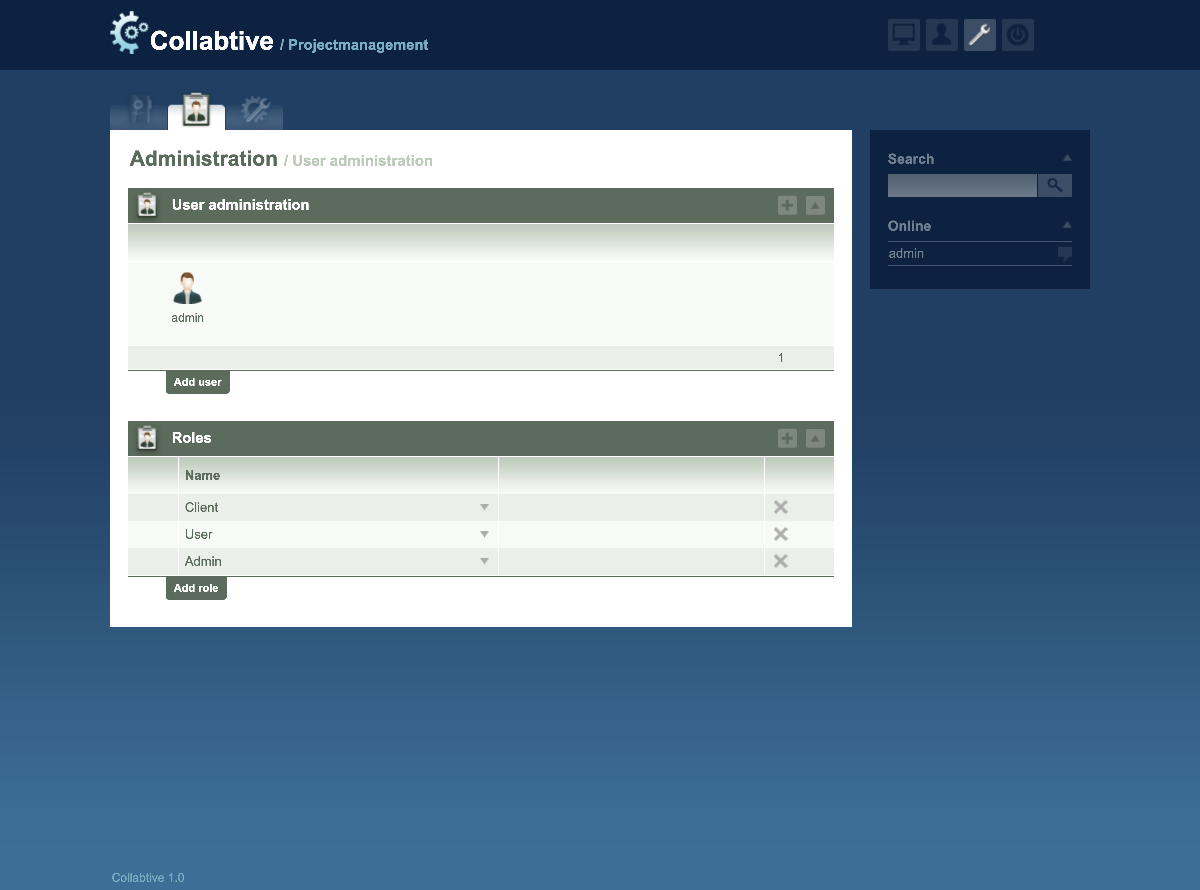 Collabtive / Projectmanagement
Administration / User administration
User administration
admin
1
Add user
Roles
Name
Client
User
Admin
Add role
Search
Online
admin
Collabtive 1.0